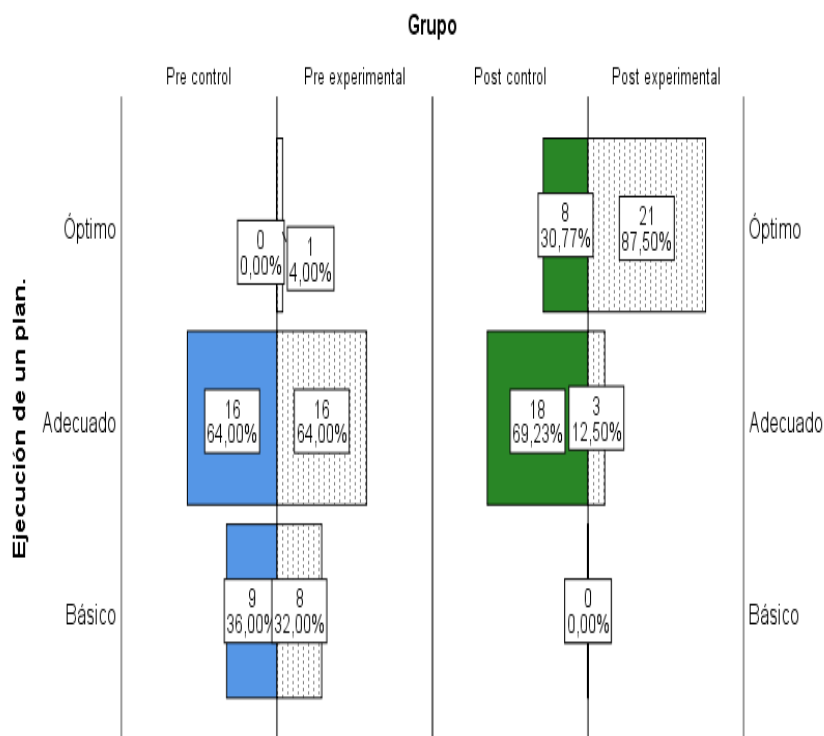 Grupo
Pre control
Pre experimental
Post control
Post experimental
Ejecución de un plan.
Óptimo
0
0,00%
1
4,00%
8
30,77%
21
87,50%
Óptimo
Adecuado
16
64,00%
16
64,00%
18
69,23%
3
12,50%
Adecuado
Básico
9
36,00%
8
32,00%
0
0,00%
Básico